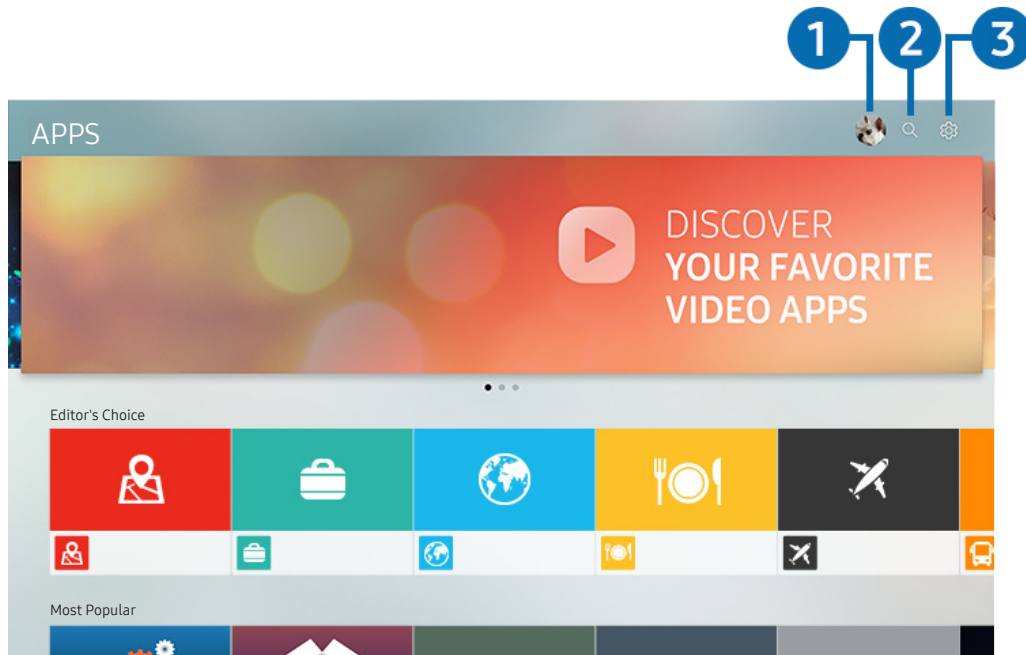 1 2 3
APPS
DISCOVER
YOUR FAVORITE
VIDEO APPS
Editor's Choice
Most Popular